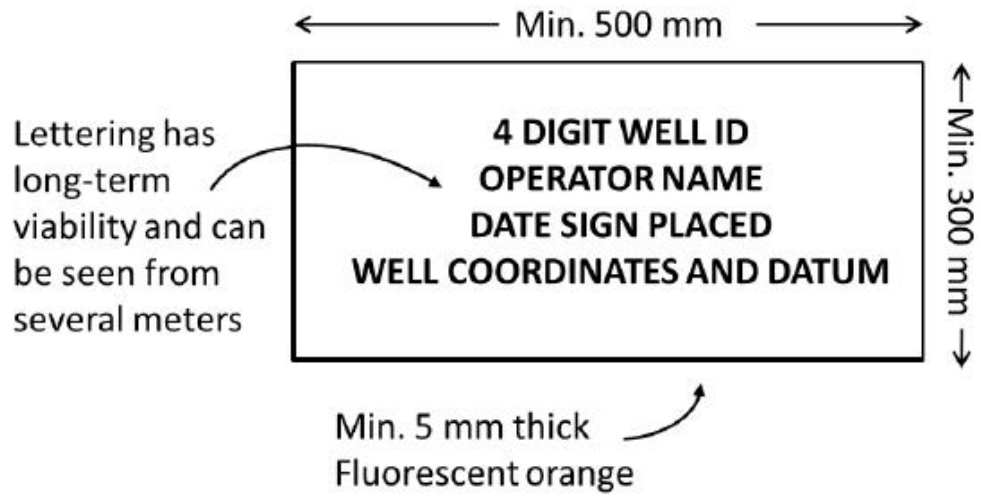 Min. 500 mm
Lettering has
long-term
viability and can
be seen from
several meters
4 DIGIT WELL ID
OPERATOR NAME
DATE SIGN PLACED
WELL COORDINATES AND DATUM
Min. 300 mm
Min. 5 mm thick
Fluorescent orange